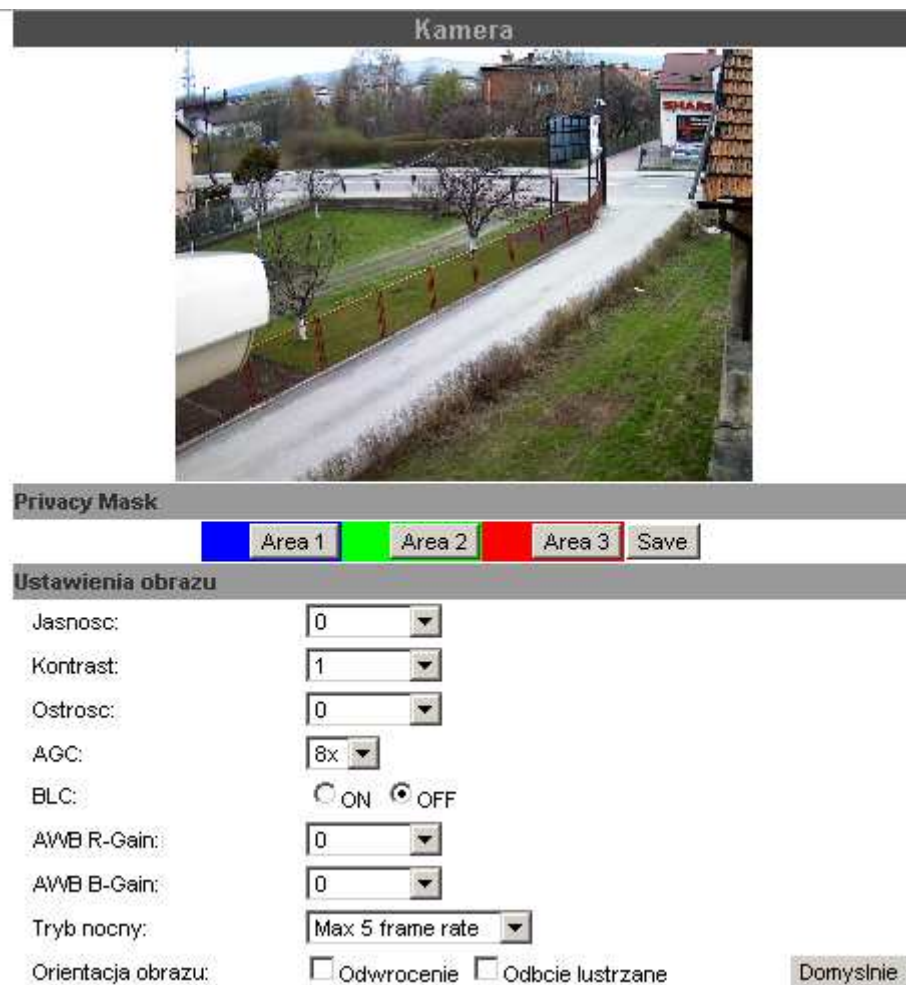 Kamera
SHARP
Privacy Mask
Area 1 Area 2 Area 3 Save
Ustawienia obrazu
Jasnosc: 0
Kontrast: 1
Ostrosc: 0
AGC: 8x
BLC: ON OFF
AWB R-Gain: 0
AWB B-Gain: 0
Tryb nocny: Max 5 frame rate
Orientacja obrazu: Odwrocenie Odbcie lustrzane Domyslnie